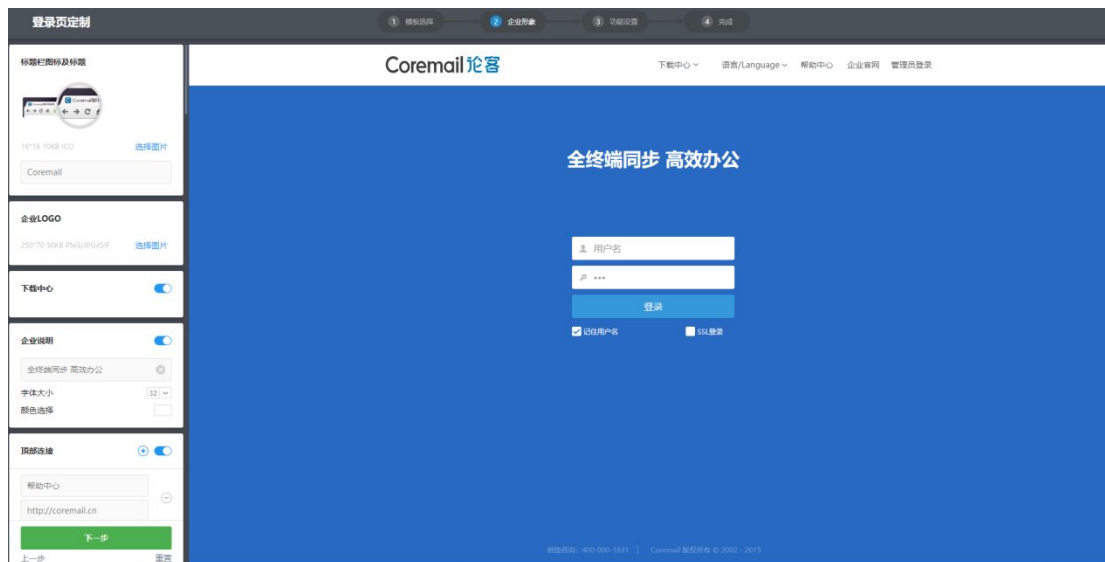 登录页定制
1 模板选择
2 企业形象
3 功能设置
4 完成
标题栏图标及标题
16*16 10KB ICO
选择图片
Coremail
企业LOGO
250*70 50KB PNG/JPG/GIF
选择图片
下载中心
企业说明
全终端同步 高效办公
字体大小
32
颜色选择
顶部连接
帮助中心
http://coremail.cn
下一步
上一步
重置
Coremail论客
下载中心
语言/Language
帮助中心
企业官网
管理员登录
全终端同步 高效办公
用户名
登录
记住用户名
SSL登录
400-000-1631
Coremail 版权所有 © 2002 - 2015